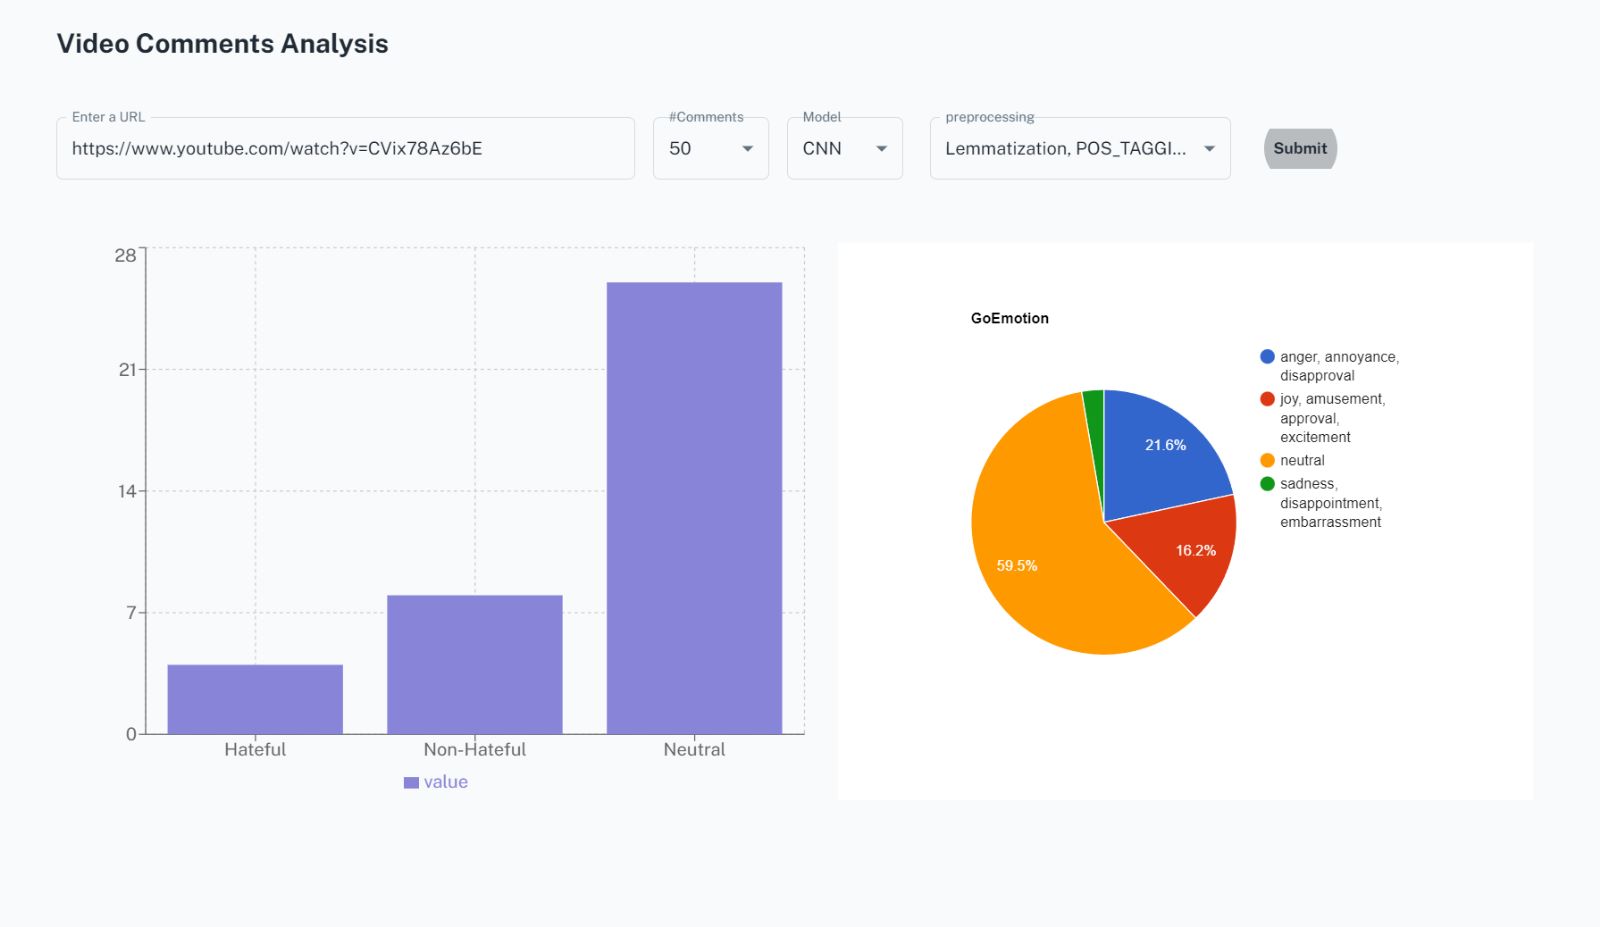 Video Comments Analysis
Enter a URL
https://www.youtube.com/watch?v=CVix78Az6bE
#Comments
50
Model
CNN
preprocessing
Lemmatization, POS_TAGGI...
Submit
28
21
14
7
0
Hateful
Non-Hateful
Neutral
value
GoEmotion
21.6%
16.2%
59.5%
anger, annoyance,
disapproval
joy, amusement,
approval,
excitement
neutral
sadness,
disappointment,
embarrassment